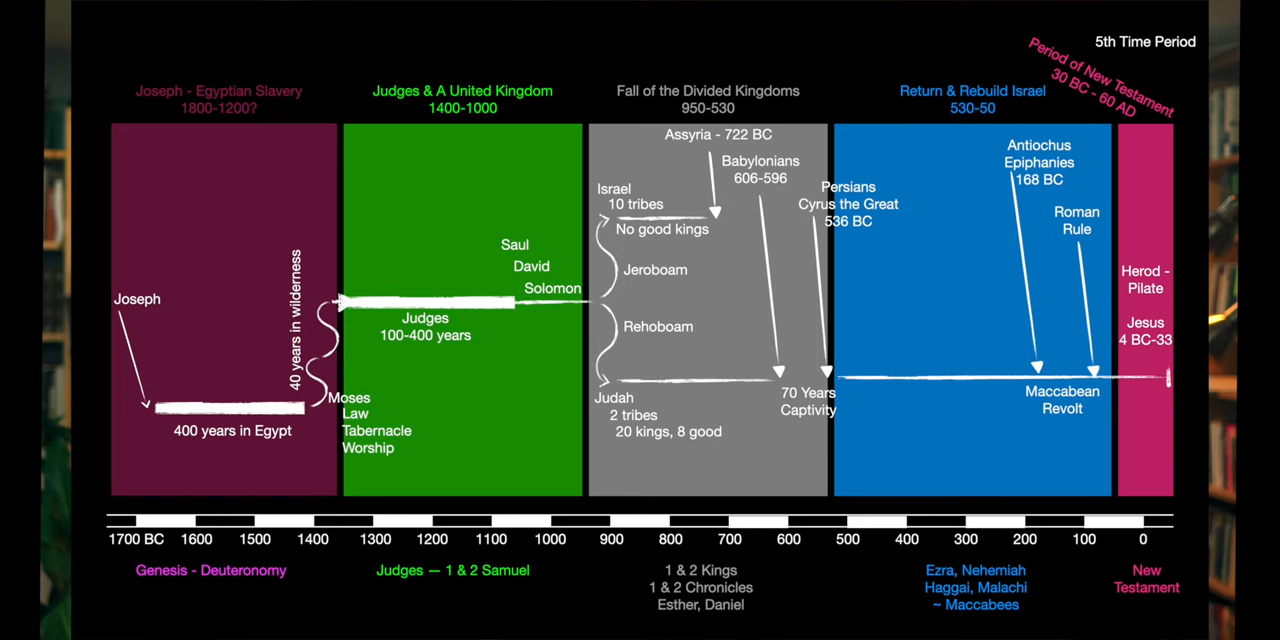 5th Time Period
Period of New Testament
30 BC - 60 AD
Joseph - Egyptian Slavery
1800-1200?
Judges & A United Kingdom
1400-1000
Fall of the Divided Kingdoms
950-530
Return & Rebuild Israel
530-50
Joseph
40 years in wilderness
400 years in Egypt
Moses
Law
Tabernacle
Worship
Saul
David
Solomon
Judges
100-400 years
Assyria - 722 BC
Babylonians
606-596
Israel
10 tribes
No good kings
Jeroboam
Rehoboam
Judah
2 tribes
20 kings, 8 good
70 Years
Captivity
Persians
Cyrus the Great
536 BC
Antiochus
Epiphanies
168 BC
Roman
Rule
Maccabean
Revolt
Herod -
Pilate
Jesus
4 BC-33
1700 BC 1600 1500 1400 1300 1200 1100 1000 900 800 700 600 500 400 300 200 100 0
Genesis - Deuteronomy
Judges — 1 & 2 Samuel
1 & 2 Kings
1 & 2 Chronicles
Esther, Daniel
Ezra, Nehemiah
Haggai, Malachi
~ Maccabees
New
Testament